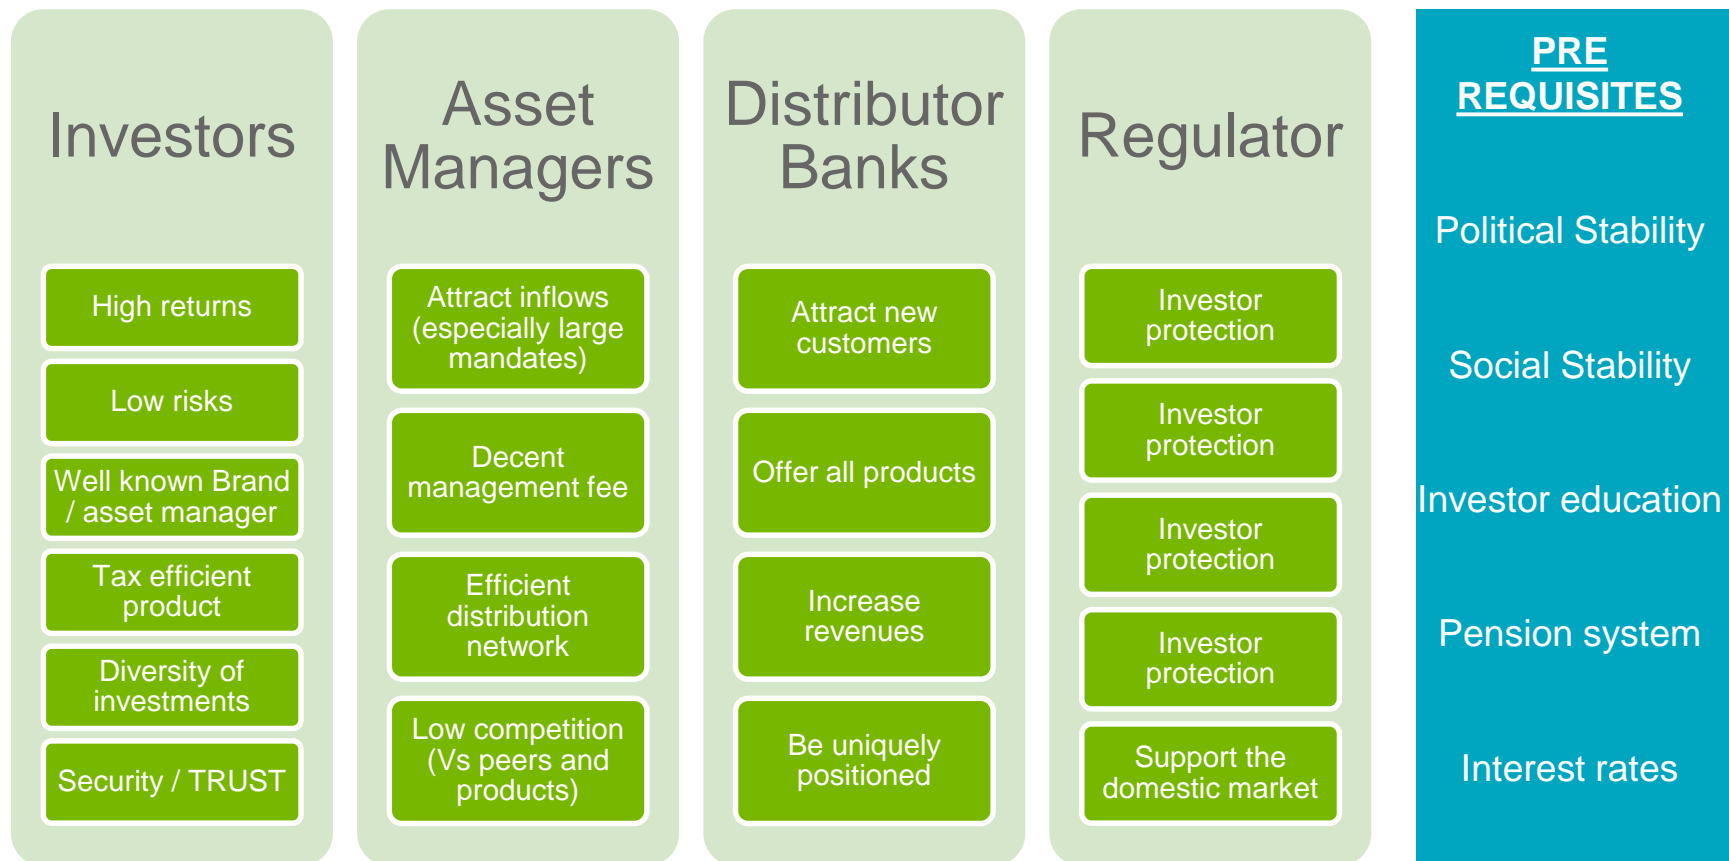 Investors
High returns
Low risks
Well known Brand
/ asset manager
Tax efficient
product
Diversity of
investments
Security / TRUST
Asset
Managers
Attract inflows
(especially large
mandates)
Decent
management fee
Efficient
distribution
network
Low competition
(Vs peers and
products)
Distributor
Banks
Attract new
customers
Offer all products
Increase
revenues
Be uniquely
positioned
Regulator
Investor
protection
Investor
protection
Investor
protection
Investor
protection
Support the
domestic market
PRE
REQUISITES
Political Stability
Social Stability
Investor education
Pension system
Interest rates